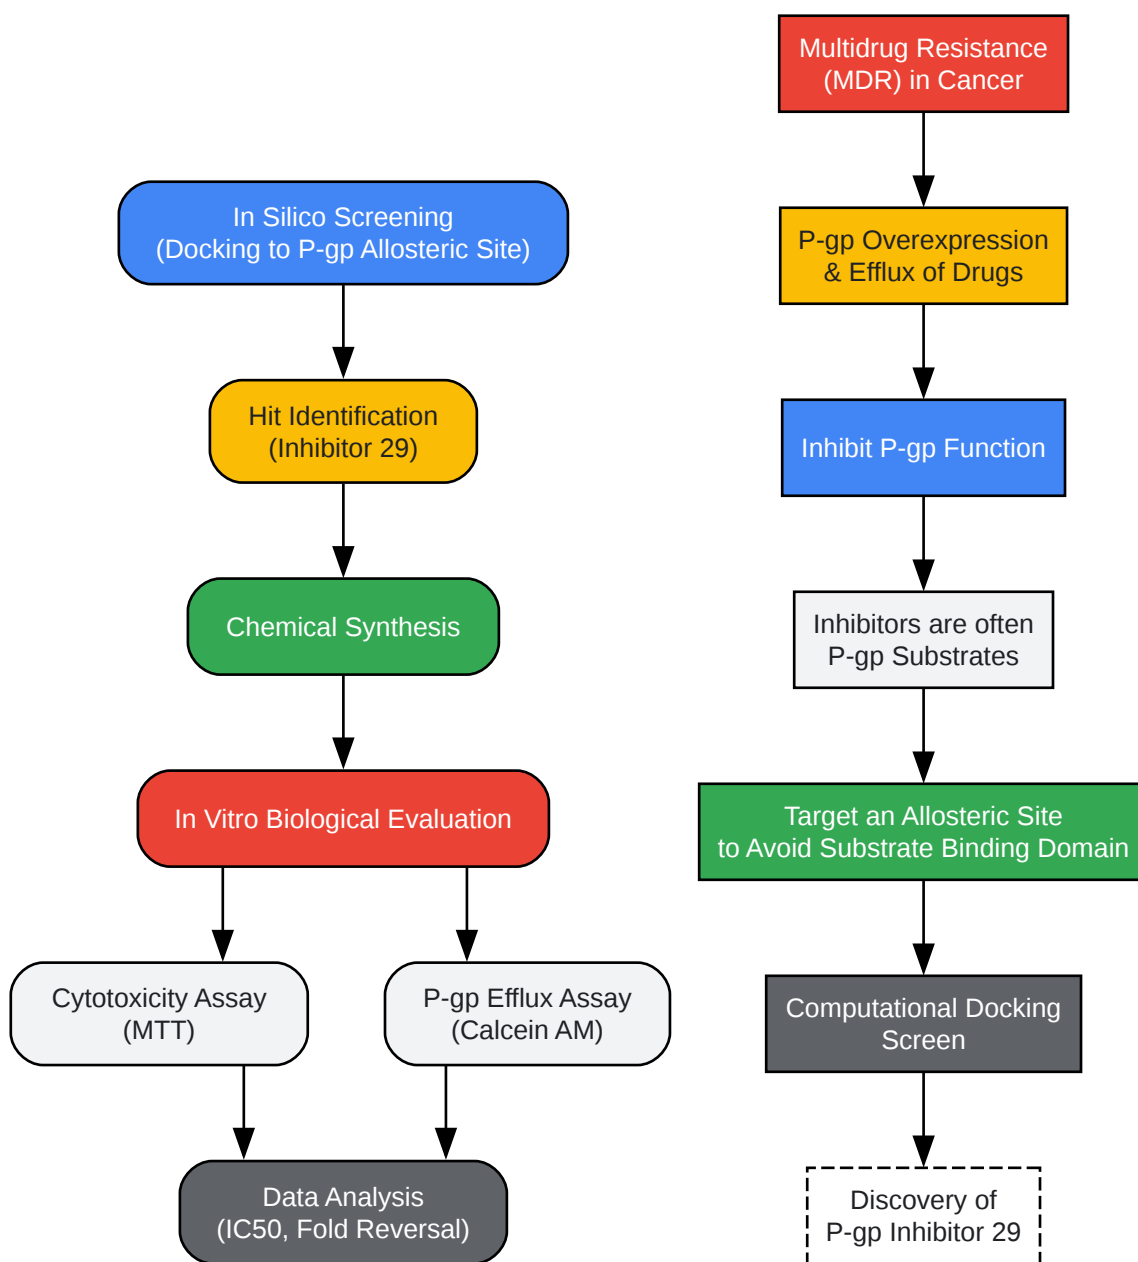 In Silico Screening
(Docking to P-gp Allosteric Site)
Hit Identification
(Inhibitor 29)
Chemical Synthesis
In Vitro Biological Evaluation
Cytotoxicity Assay
(MTT)
P-gp Efflux Assay
(Calcein AM)
Data Analysis
(IC50, Fold Reversal)
Multidrug Resistance
(MDR) in Cancer
P-gp Overexpression
& Efflux of Drugs
Inhibit P-gp Function
Inhibitors are often
P-gp Substrates
Target an Allosteric Site
to Avoid Substrate Binding Domain
Computational Docking
Screen
Discovery of
P-gp Inhibitor 29